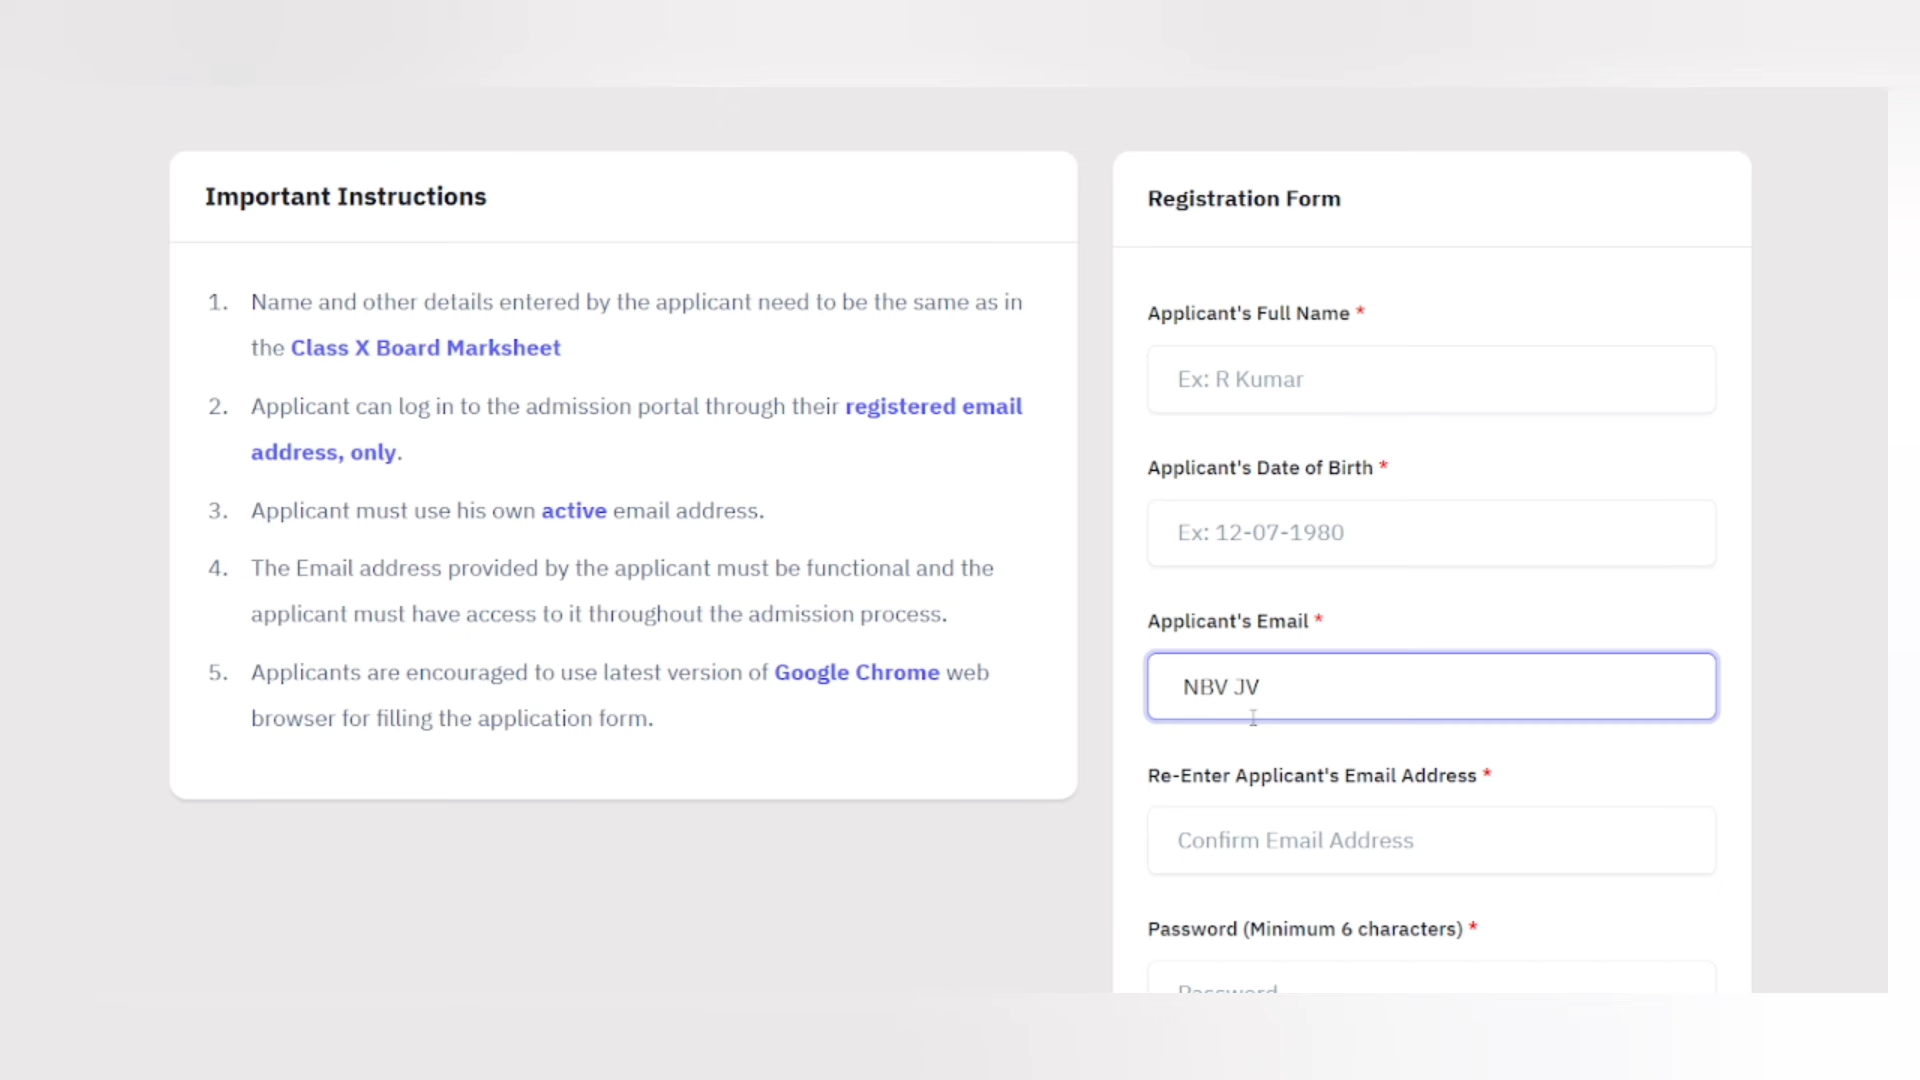 Important Instructions
1. Name and other details entered by the applicant need to be the same as in
the Class X Board Marksheet
2. Applicant can log in to the admission portal through their registered email
address, only.
3. Applicant must use his own active email address.
4. The Email address provided by the applicant must be functional and the
applicant must have access to it throughout the admission process.
5. Applicants are encouraged to use latest version of Google Chrome web
browser for filling the application form.
Registration Form
Applicant's Full Name *
Ex: R Kumar
Applicant's Date of Birth *
Ex: 12-07-1980
Applicant's Email *
NBV JV
Re-Enter Applicant's Email Address *
Confirm Email Address
Password (Minimum 6 characters) *
Password